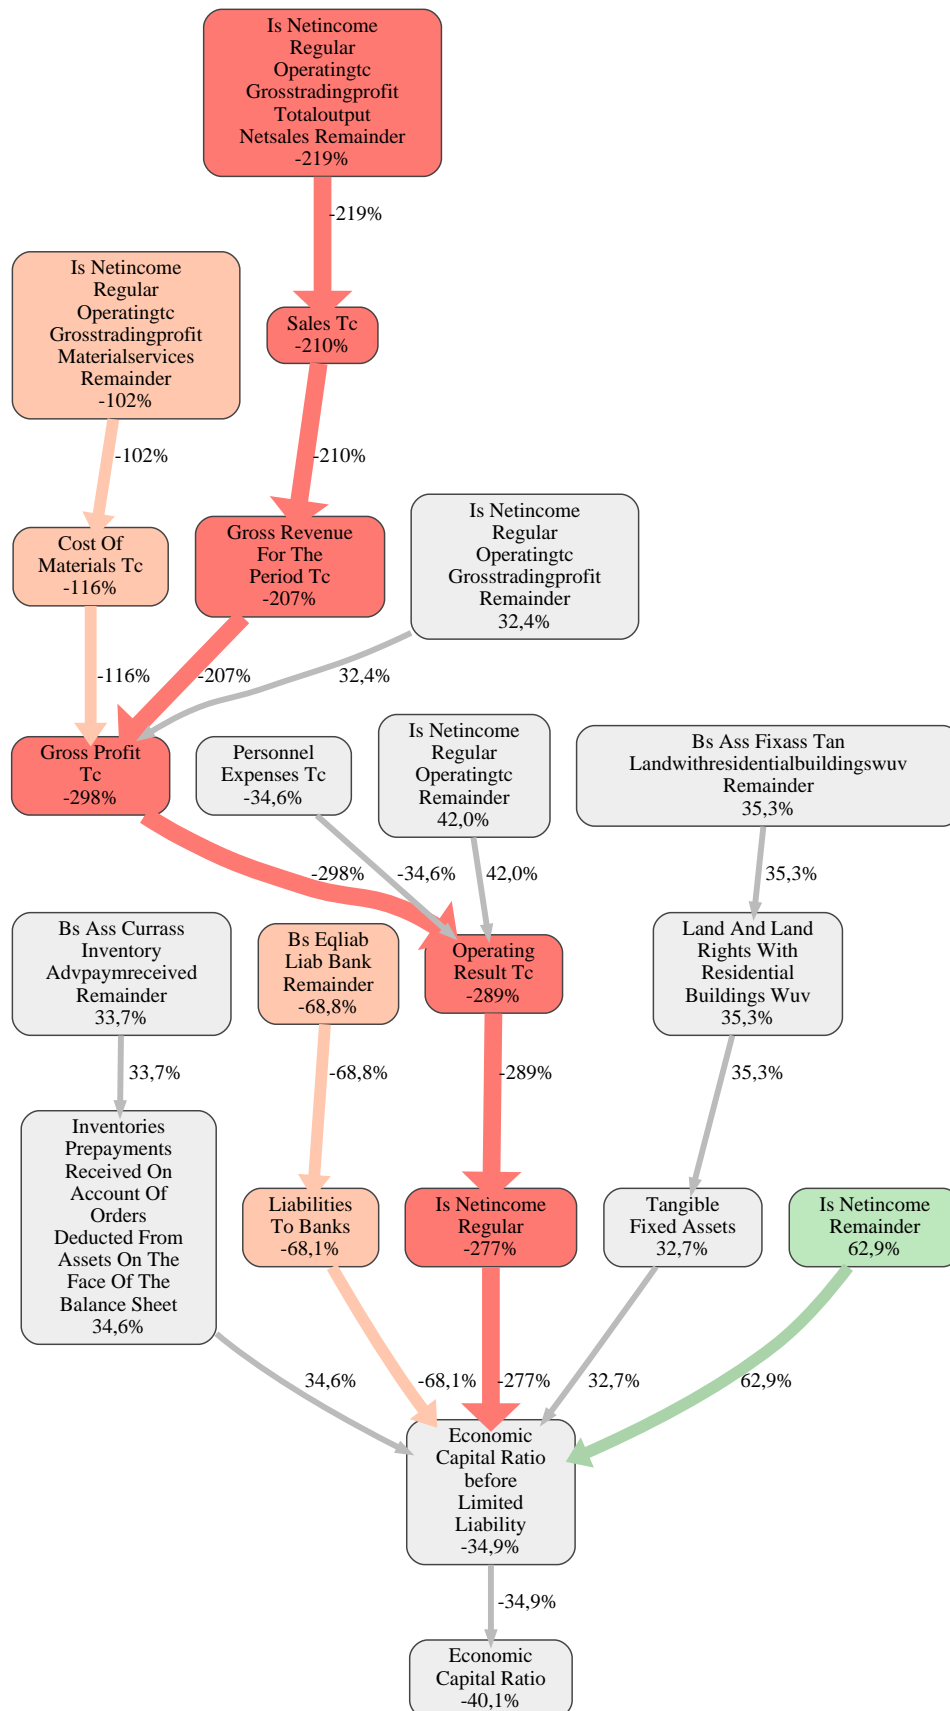 Is Netincome
Regular
Operatingtc
Grosstradingprofit
Totaloutput
Netsales Remainder
-219%
-219%
Is Netincome
Regular
Operatingtc
Grosstradingprofit
Materialservices
Remainder
-102%
Sales Tc
-210%
-102%
-210%
Cost Of
Materials Tc
-116%
Gross Revenue
For The
Period Tc
-207%
Is Netincome
Regular
Operatingtc
Grosstradingprofit
Remainder
32,4%
-116%
-207%
32,4%
Gross Profit
Tc
-298%
Personnel
Expenses Tc
-34,6%
Is Netincome
Regular
Operatingtc
Remainder
42,0%
Bs Ass Fixass Tan
Landwithresidentialbuildingswuv
Remainder
35,3%
-298%
-34,6%
42,0%
35,3%
Bs Ass Currass
Inventory
Advpaymreceived
Remainder
33,7%
Bs Eqliab
Liab Bank
Remainder
-68,8%
Operating
Result Tc
-289%
Land And Land
Rights With
Residential
Buildings Wuv
35,3%
33,7%
-68,8%
-289%
35,3%
Inventories
Prepayments
Received On
Account Of
Orders
Deducted From
Assets On The
Face Of The
Balance Sheet
34,6%
Liabilities
To Banks
-68,1%
Is Netincome
Regular
-277%
Tangible
Fixed Assets
32,7%
Is Netincome
Remainder
62,9%
34,6%
-68,1%
-277%
32,7%
62,9%
Economic
Capital Ratio
before
Limited
Liability
-34,9%
-34,9%
Economic
Capital Ratio
-40,1%